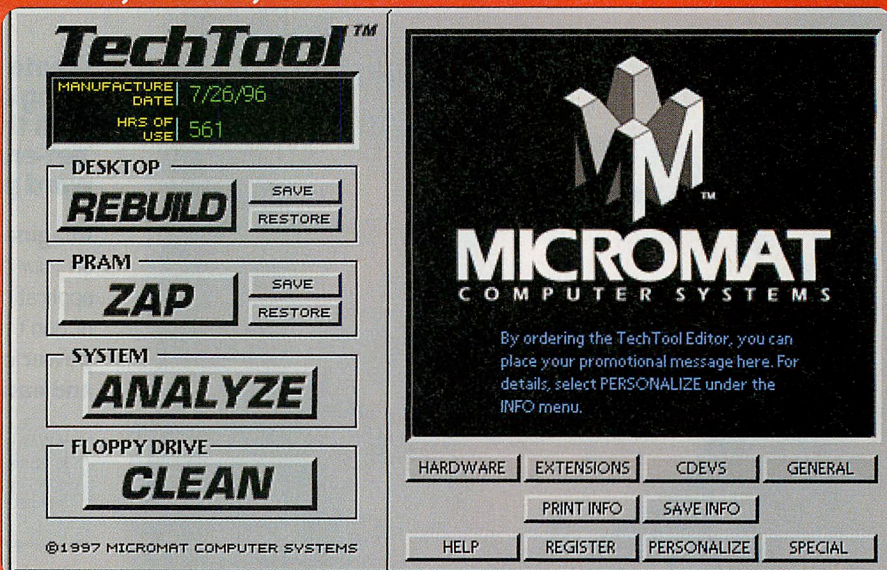 TechTool™
MANUFACTURE DATE 7/26/96
HRS OF USE 561
DESKTOP
REBUILD
SAVE
RESTORE
PRAM
ZAP
SAVE
RESTORE
SYSTEM
ANALYZE
FLOPPY DRIVE
CLEAN
©1997 MICROMAT COMPUTER SYSTEMS
TM
MICROMAT
COMPUTER SYSTEMS
By ordering the TechTool Editor, you can
place your promotional message here. For
details, select PERSONALIZE under the
INFO menu.
HARDWARE EXTENSIONS CDEVS GENERAL
PRINT INFO SAVE INFO
HELP REGISTER PERSONALIZE SPECIAL